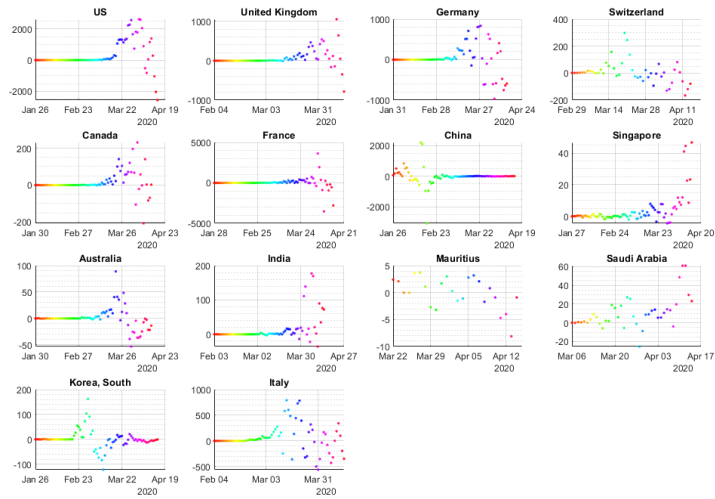 US
2000
0
-2000
Jan 26 Feb 23 Mar 22 Apr 19
2020
United Kingdom
1000
0
-1000
Feb 04 Mar 03 Mar 31
2020
Germany
1000
0
-1000
Jan 31 Feb 28 Mar 27 Apr 24
2020
Switzerland
400
200
0
-200
Feb 29 Mar 14 Mar 28 Apr 11
2020
Canada
200
0
-200
Jan 30 Feb 27 Mar 26 Apr 23
2020
France
5000
0
-5000
Jan 28 Feb 25 Mar 24 Apr 21
2020
China
2000
0
-2000
Jan 26 Feb 23 Mar 22 Apr 19
2020
Singapore
40
20
0
Jan 27 Feb 24 Mar 23 Apr 20
2020
Australia
100
50
0
-50
Jan 30 Feb 27 Mar 26 Apr 23
2020
India
200
100
0
Feb 03 Mar 02 Mar 30 Apr 27
2020
Mauritius
5
0
-5
-10
Mar 22 Mar 29 Apr 05 Apr 12
2020
Saudi Arabia
60
40
20
0
-20
Mar 06 Mar 20 Apr 03 Apr 17
2020
Korea, South
200
100
0
-100
Jan 26 Feb 23 Mar 22 Apr 19
2020
Italy
1000
500
0
-500
Feb 04 Mar 03 Mar 31
2020